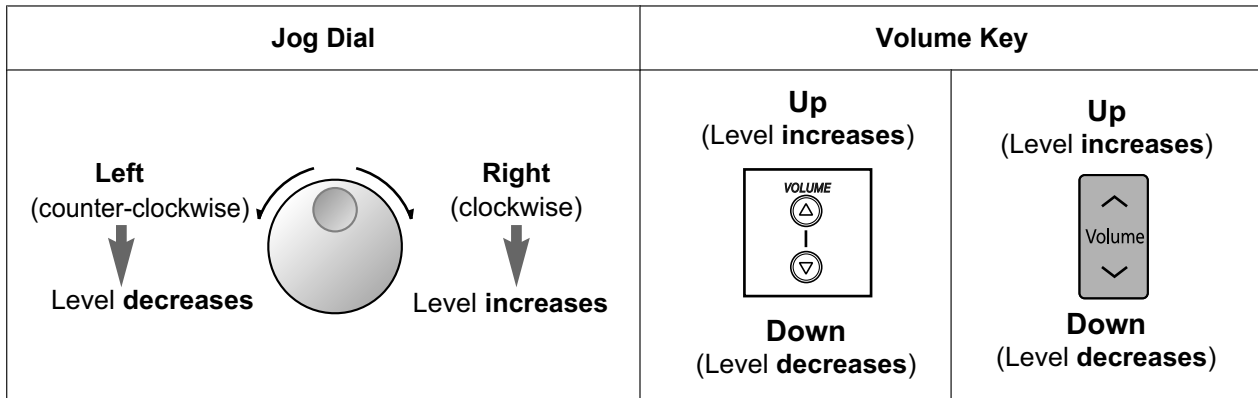 Jog Dial
Volume Key
Left
(counter-clockwise)
Level decreases
Right
(clockwise)
Level increases
Up
(Level increases)
VOLUME
Down
(Level decreases)
Up
(Level increases)
Volume
Down
(Level decreases)